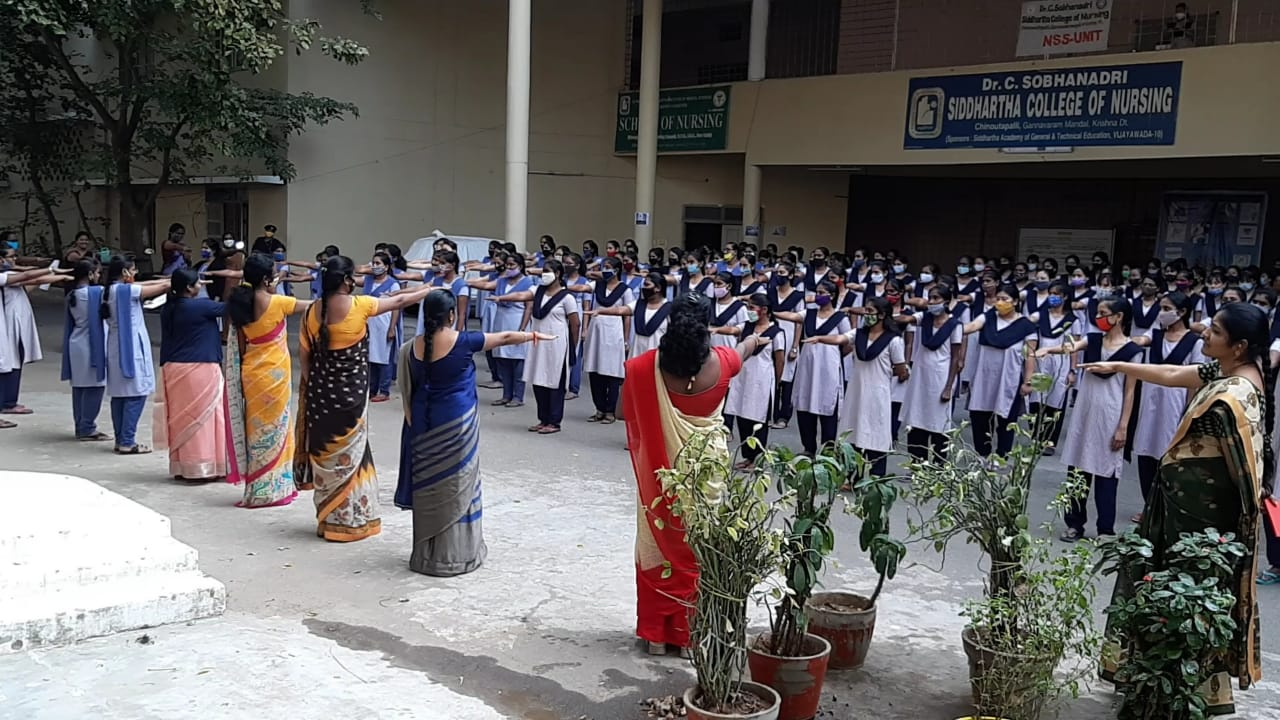 Dr.C.Sobhanadri
Siddhartha College of Nursing
NSS-UNIT
Dr. C. SOBHANADRI
SIDDHARTHA COLLEGE OF NURSING
Chinoutapalli, Gannavaram Mandal, Krishna Dt.
(Sponsors : Siddhartha Academy of General & Technical Education, VIJAYAWADA-10)
SCHOOL OF NURSING